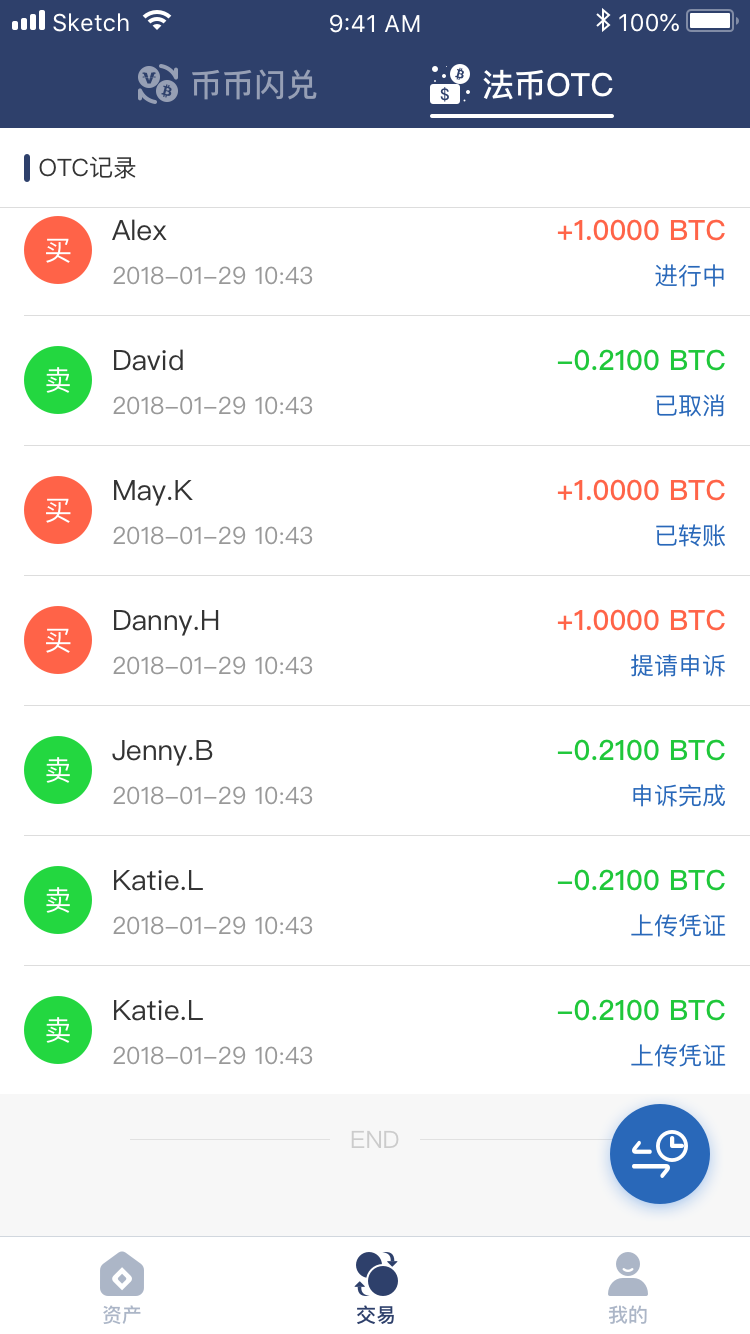 Sketch 9:41 AM 100%
币币闪兑 法币OTC
OTC记录
买 Alex +1.0000 BTC
2018-01-29 10:43 进行中
卖 David -0.2100 BTC
2018-01-29 10:43 已取消
买 May.K +1.0000 BTC
2018-01-29 10:43 已转账
买 Danny.H +1.0000 BTC
2018-01-29 10:43 提请申诉
卖 Jenny.B -0.2100 BTC
2018-01-29 10:43 申诉完成
卖 Katie.L -0.2100 BTC
2018-01-29 10:43 上传凭证
卖 Katie.L -0.2100 BTC
2018-01-29 10:43 上传凭证
END
资产 交易 我的